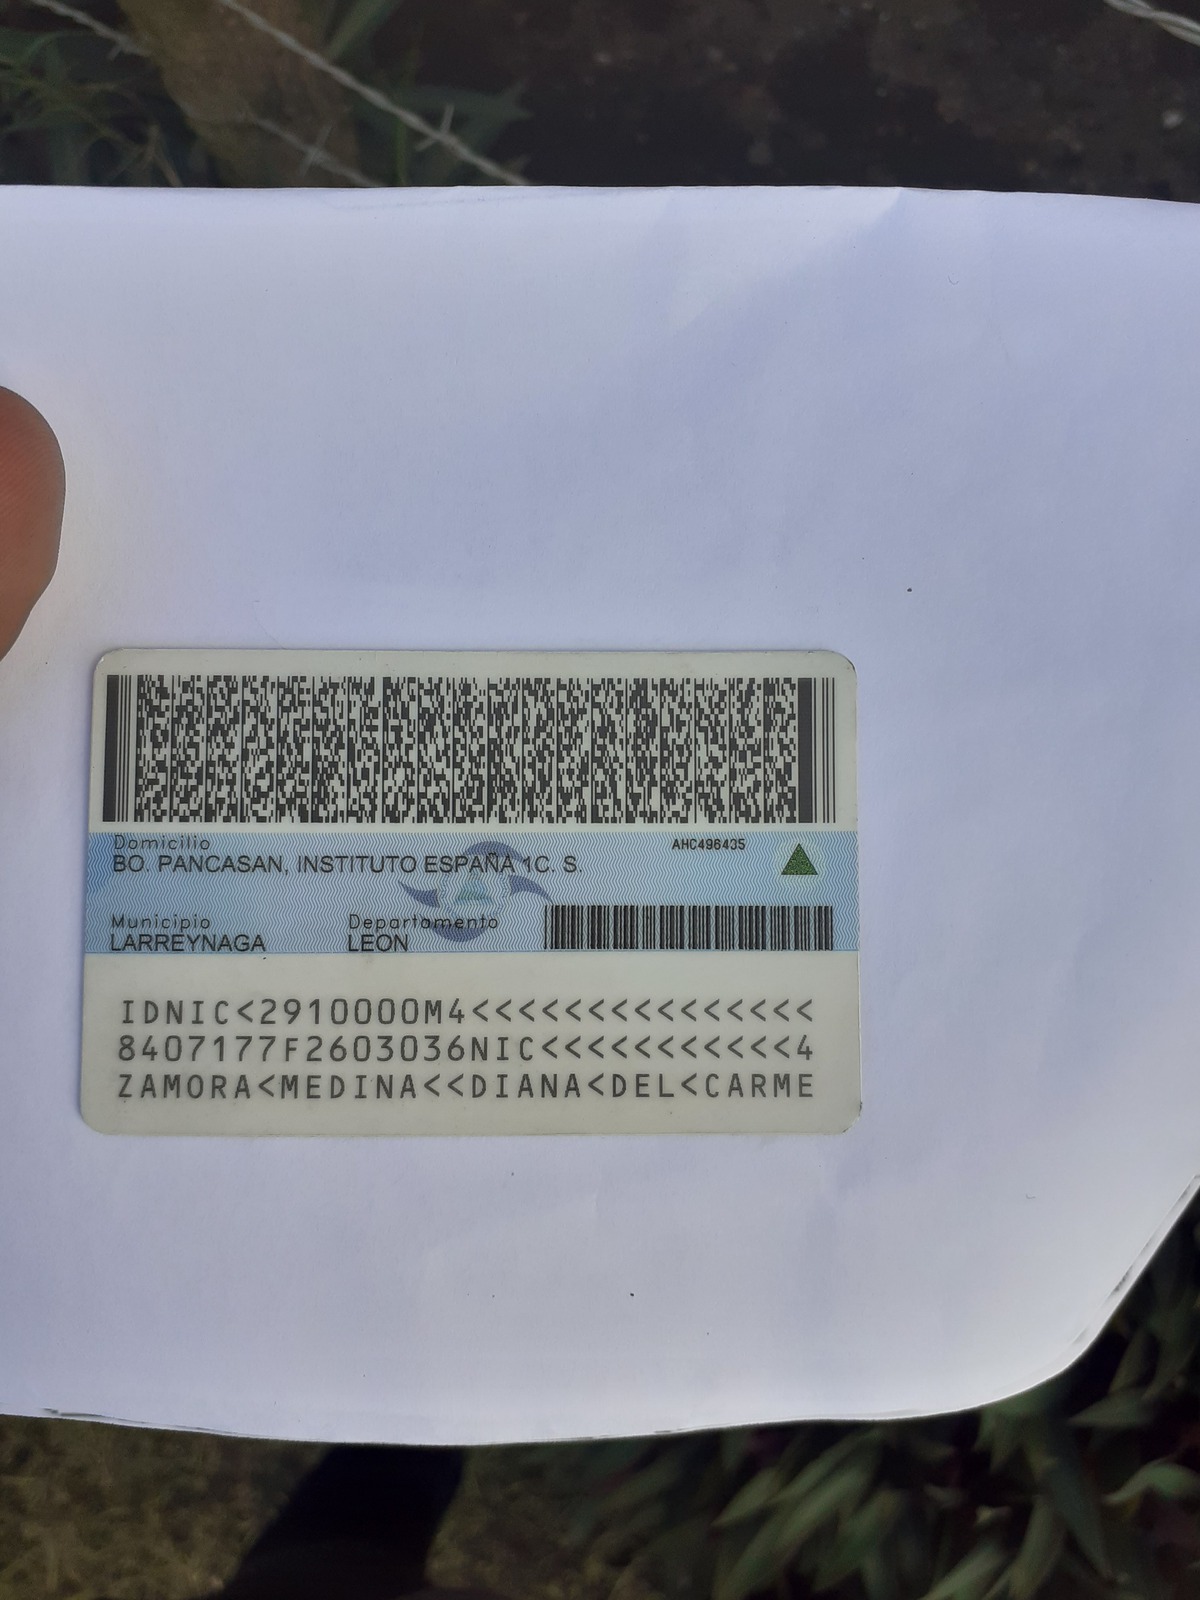 Domicilio
AHC496435
BO. PANCASAN, INSTITUTO ESPAÑA 1C. S.
Municipio
Departamento
LARREYNAGA
LEON
IDNIC<2910000M4<<<<<<<<<<<<<<<
8407177F2603036NIC<<<<<<<<<<<4
ZAMORA<MEDINA<<DIANA<DEL<CARME